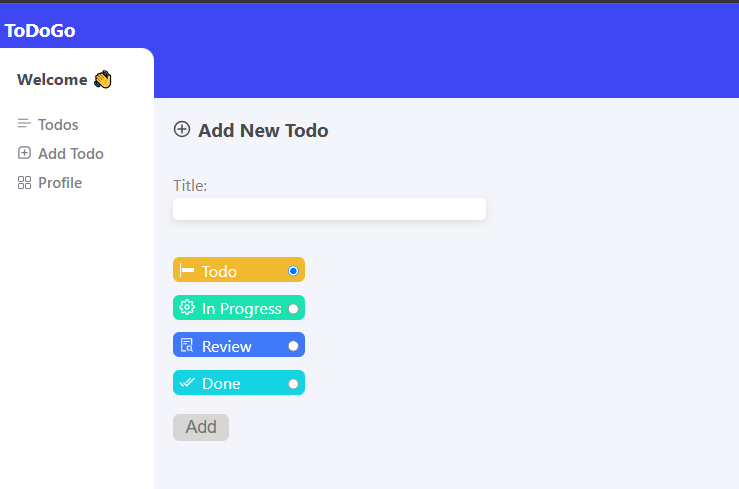 ToDoGo
Welcome 👏
Todos
Add Todo
Profile
Add New Todo
Title:
Todo
In Progress
Review
Done
Add